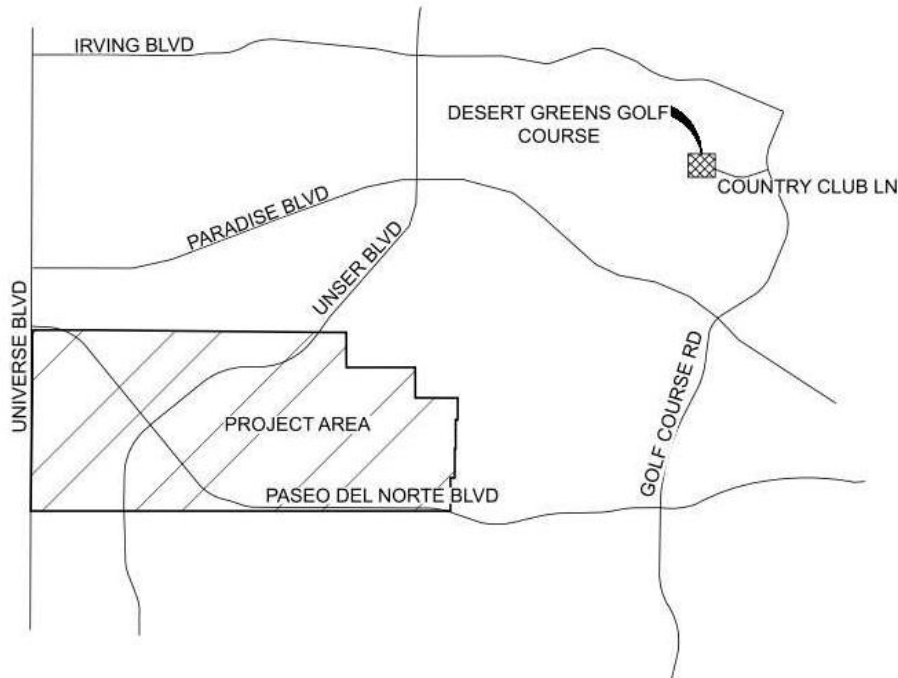 IRVING BLVD
DESERT GREENS GOLF
COURSE
COUNTRY CLUB LN
PARADISE BLVD
UNSER BLVD
UNIVERSE BLVD
GOLF COURSE RD
PROJECT AREA
PASEO DEL NORTE BLVD